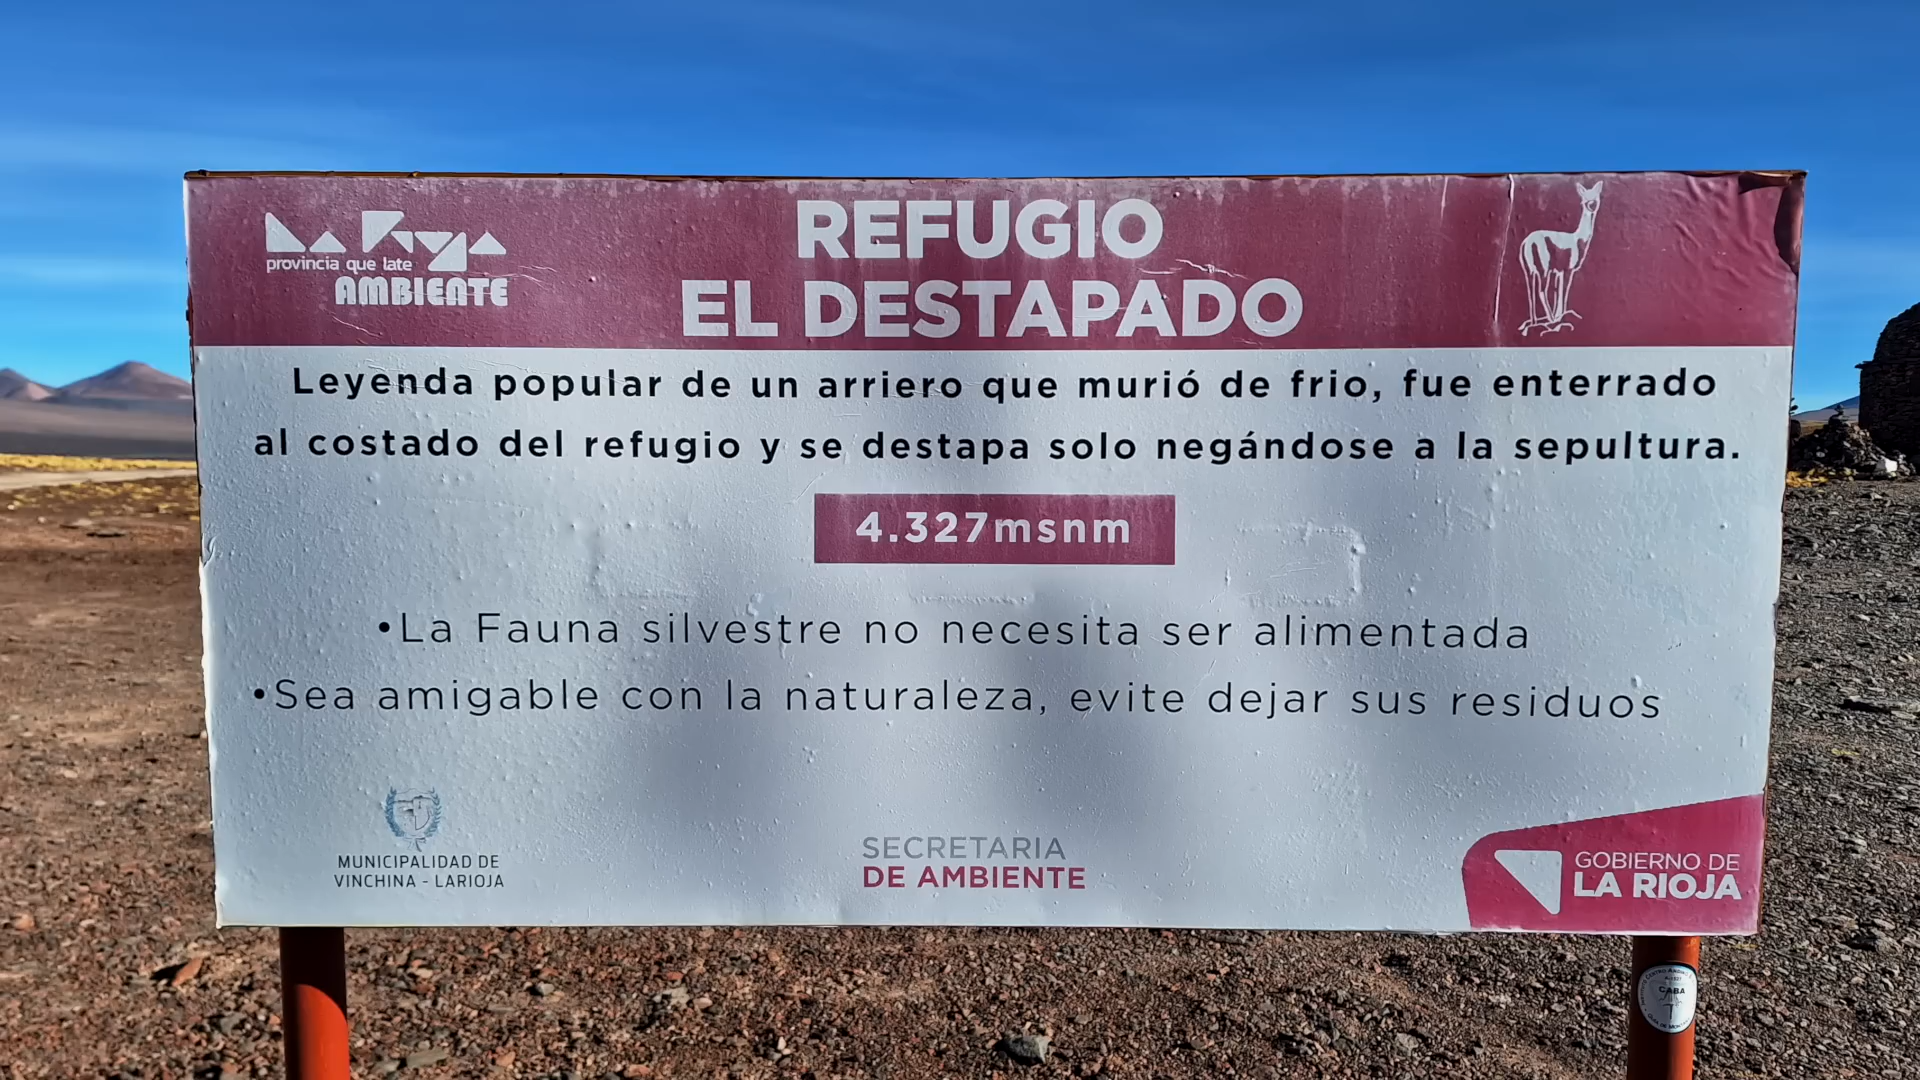 La Rioja
provincia que late
AMBIENTE
REFUGIO
EL DESTAPADO
Leyenda popular de un arriero que murió de frio, fue enterrado
al costado del refugio y se destapa solo negándose a la sepultura.
4.327msnm
•La Fauna silvestre no necesita ser alimentada
•Sea amigable con la naturaleza, evite dejar sus residuos
MUNICIPALIDAD DE
VINCHINA - LARIOJA
SECRETARIA
DE AMBIENTE
GOBIERNO DE
LA RIOJA
CABA